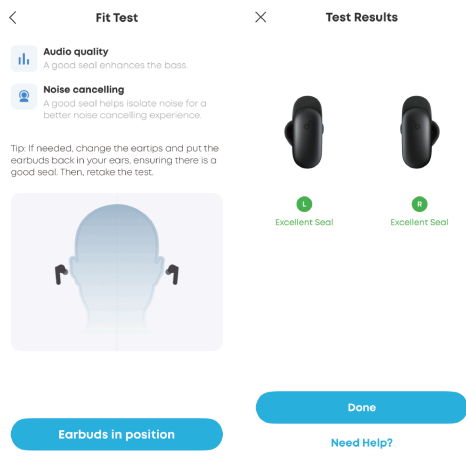 Fit Test
Audio quality
A good seal enhances the bass.
Noise cancelling
A good seal helps isolate noise for a
better noise cancelling experience.
Tip: If needed, change the eartips and put the
earbuds back in your ears, ensuring there is a
good seal. Then, retake the test.
Earbuds in position
Test Results
L
R
Excellent Seal
Excellent Seal
Done
Need Help?